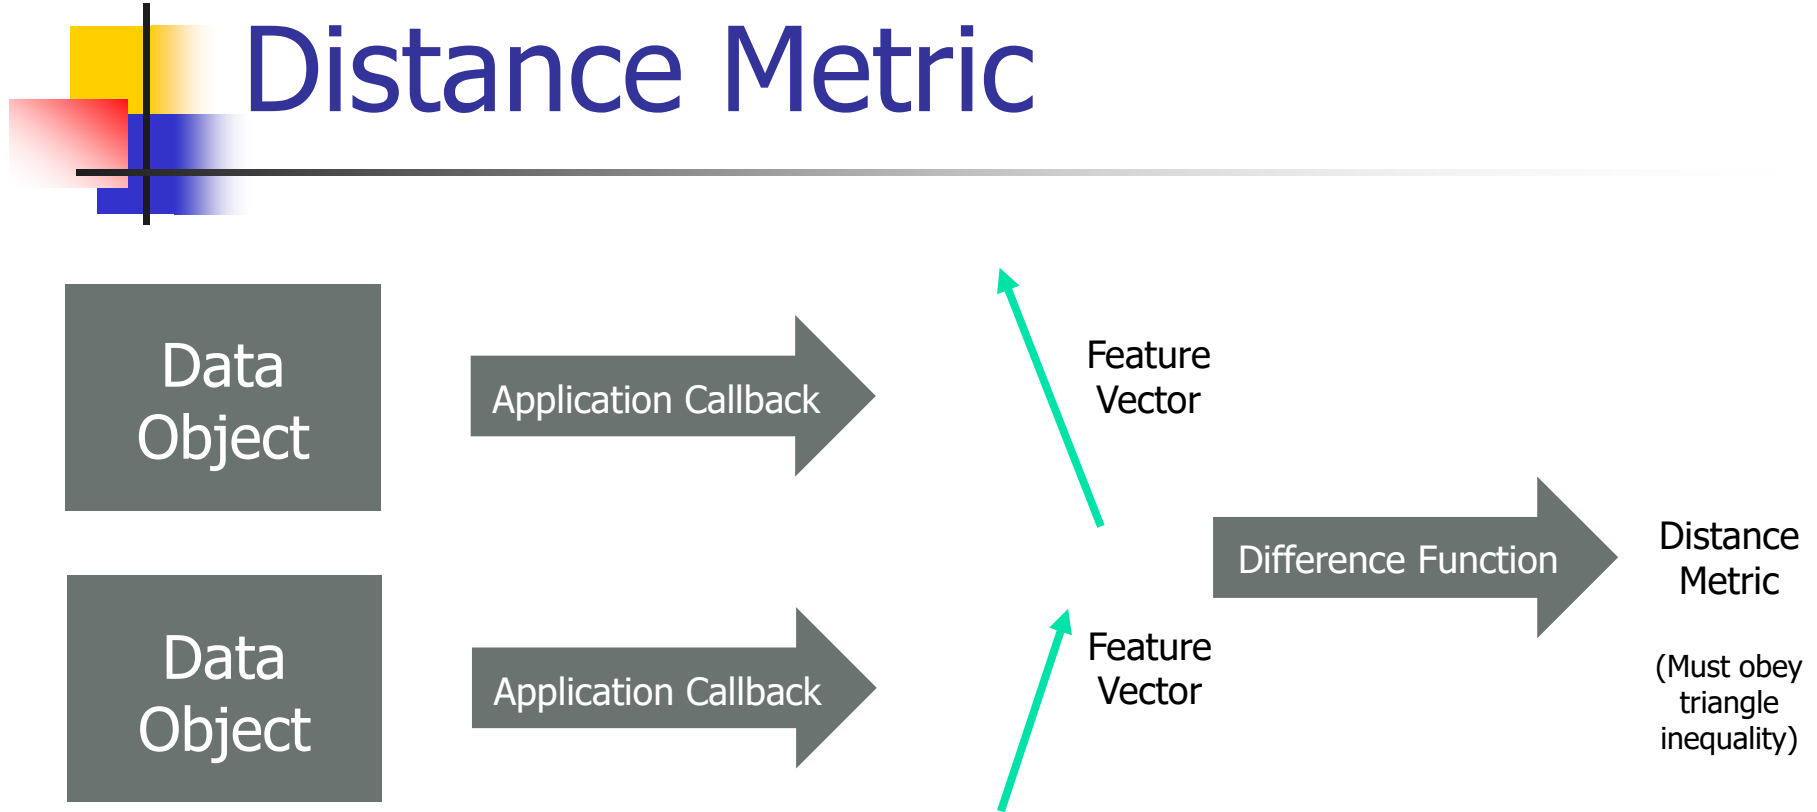 Distance Metric
Data
Object
Application Callback
Feature
Vector
Data
Object
Application Callback
Feature
Vector
Difference Function
Distance
Metric
(Must obey
triangle
inequality)